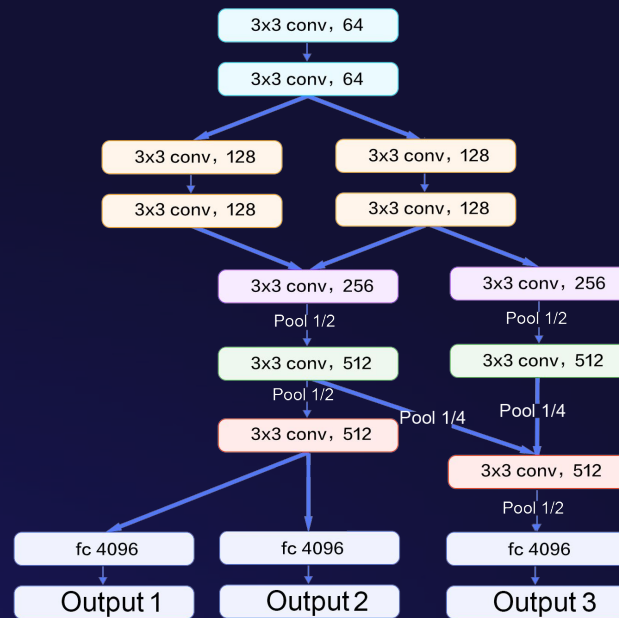 3x3 conv, 64
3x3 conv, 64
3x3 conv, 128
3x3 conv, 128
3x3 conv, 128
3x3 conv, 128
3x3 conv, 256
3x3 conv, 256
Pool 1/2
Pool 1/2
3x3 conv, 512
3x3 conv, 512
Pool 1/2
Pool 1/4
Pool 1/4
3x3 conv, 512
3x3 conv, 512
Pool 1/2
fc 4096
fc 4096
fc 4096
Output 1
Output 2
Output 3